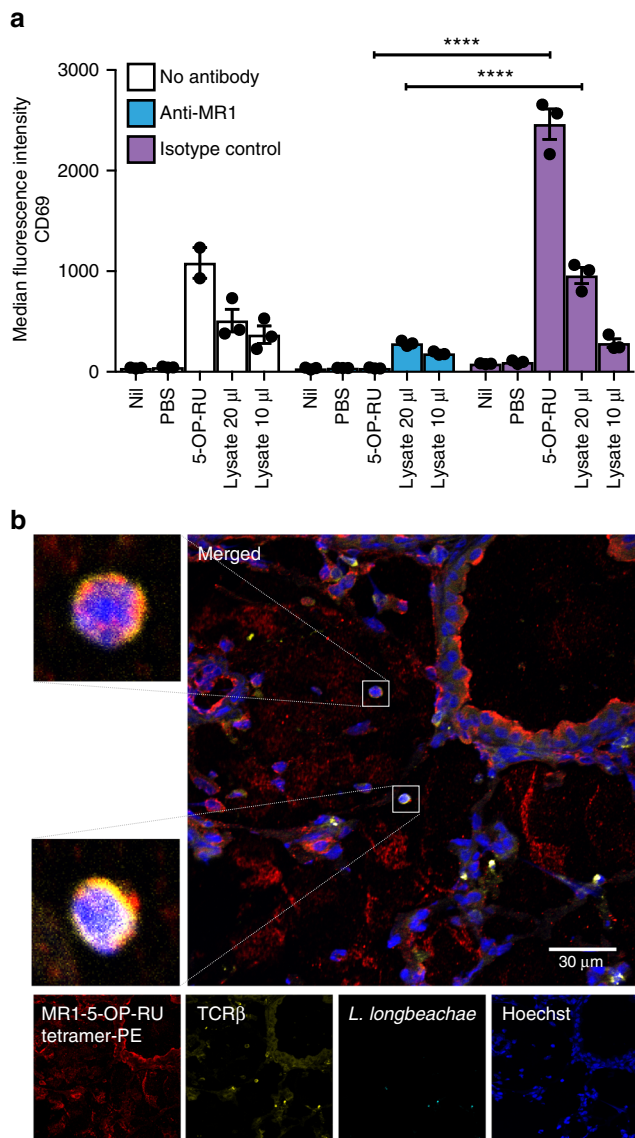 a
****
****
3000
2000
1000
0
Median fluorescence intensity
CD69
No antibody
Anti-MR1
Isotype control
Nil
PBS
5-OP-RU
Lysate 20 µl
Lysate 10 µl
Nil
PBS
5-OP-RU
Lysate 20 µl
Lysate 10 µl
Nil
PBS
5-OP-RU
Lysate 20 µl
Lysate 10 µl
b
Merged
30 µm
MR1-5-OP-RU
tetramer-PE
TCRβ
L. longbeachae
Hoechst